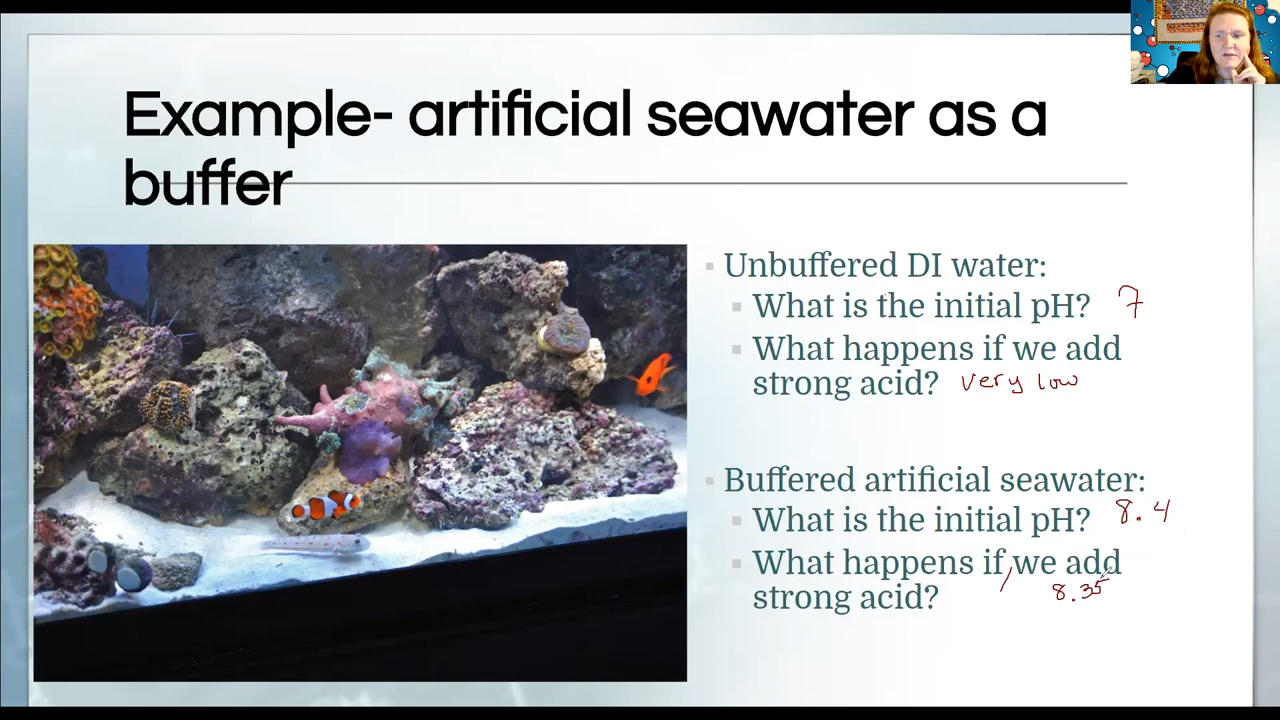 Example- artificial seawater as a
buffer
Unbuffered DI water:
What is the initial pH? 7
What happens if we add
strong acid? very low
Buffered artificial seawater:
What is the initial pH? 8.4
What happens if we add
strong acid? 8.35